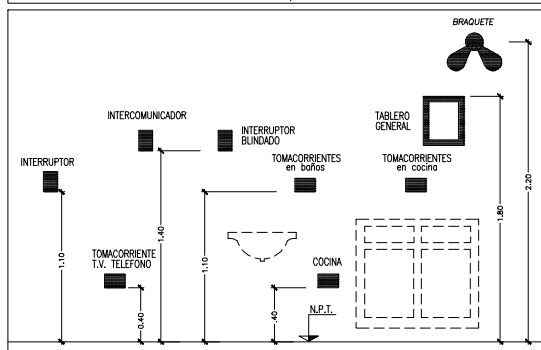 BRAQUETE
INTERCOMUNICADOR
INTERRUPTOR
BLINDADO
TABLERO
GENERAL
INTERRUPTOR
TOMACORRIENTES
en baños
TOMACORRIENTES
en cocina
2.20
1.80
1.40
1.10
1.10
TOMACORRIENTE
T.V. TELEFONO
COCINA
0.40
.40
N.P.T.